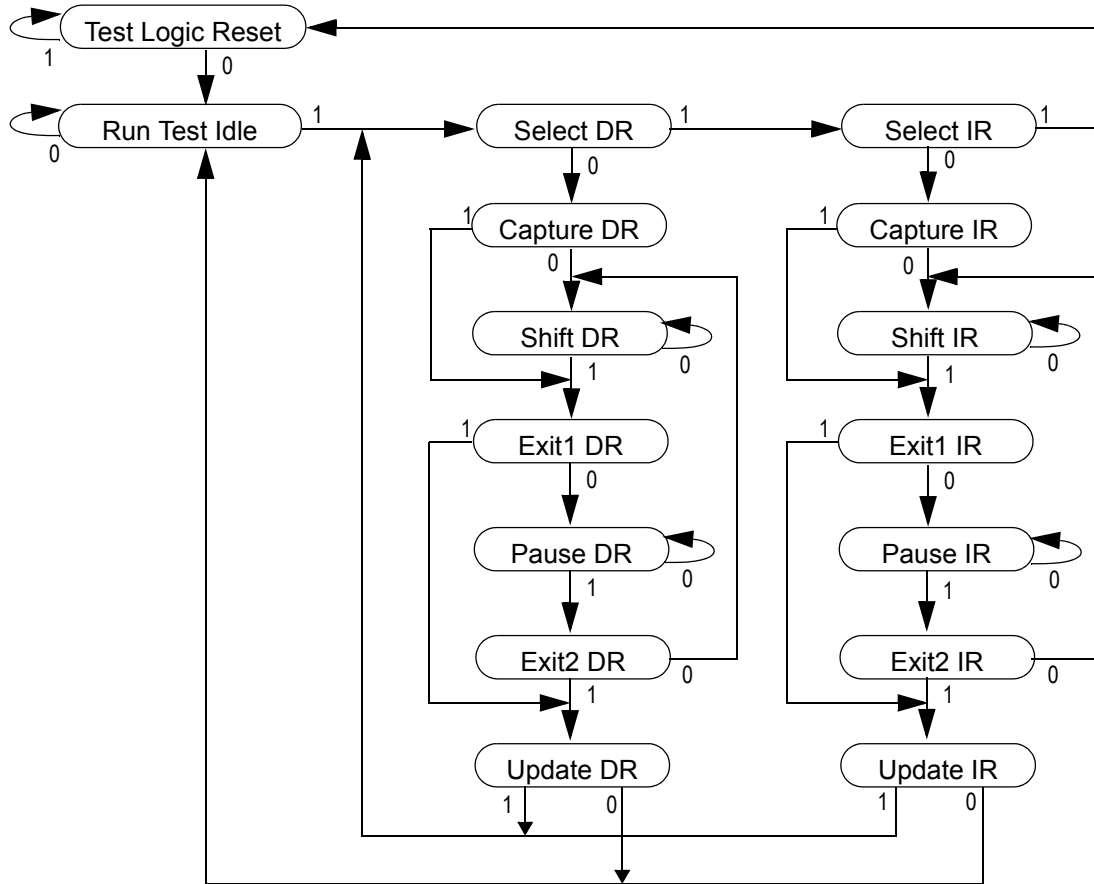 Test Logic Reset
1
0
Run Test Idle
1
Select DR
1
Select IR
1
0
0
0
1
Capture DR
1
Capture IR
0
0
Shift DR
0
Shift IR
0
1
1
1
Exit1 DR
1
Exit1 IR
0
0
Pause DR
0
Pause IR
0
1
1
Exit2 DR
0
Exit2 IR
0
1
1
Update DR
Update IR
1
0
1
0